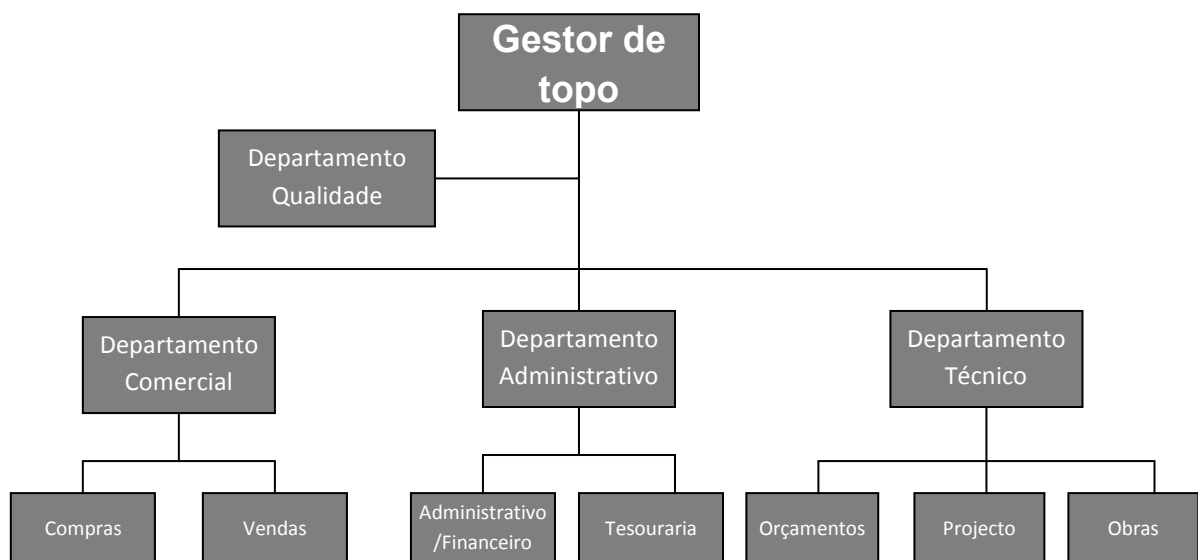 Gestor de
topo
Departamento
Qualidade
Departamento
Comercial
Departamento
Administrativo
Departamento
Técnico
Compras
Vendas
Administrativo
/Financeiro
Tesouraria
Orçamentos
Projecto
Obras